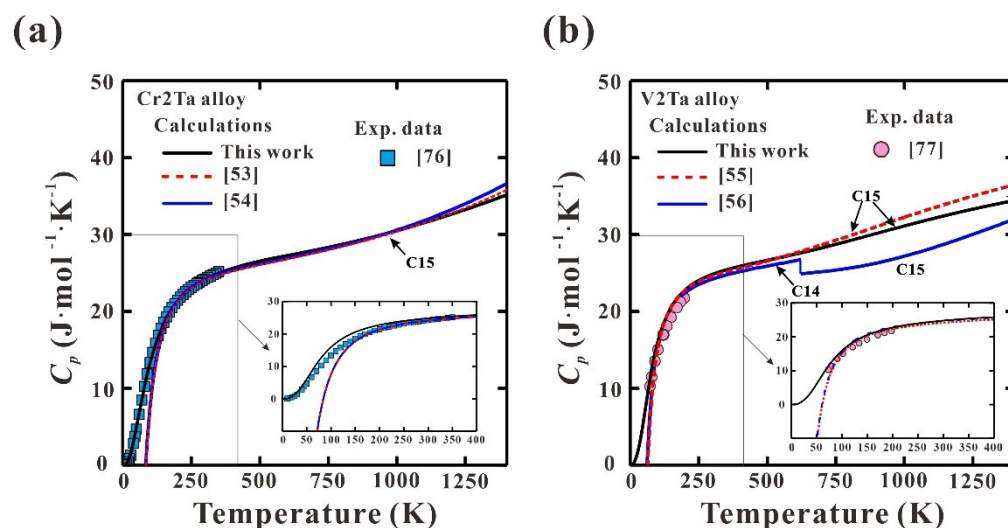 (a)
50
40
30
20
10
0
Cp (J·mol⁻¹·K⁻¹)
Cr2Ta alloy
Calculations
This work
[53]
[54]
Exp. data
[76]
C15
30
20
10
0
0 50 100 150 200 250 300 350 400
0 250 500 750 1000 1250
Temperature (K)
(b)
50
40
30
20
10
0
Cp (J·mol⁻¹·K⁻¹)
V2Ta alloy
Calculations
This work
[55]
[56]
Exp. data
[77]
C15
C14
C15
30
20
10
0
0 50 100 150 200 250 300 350 400
0 250 500 750 1000 1250
Temperature (K)